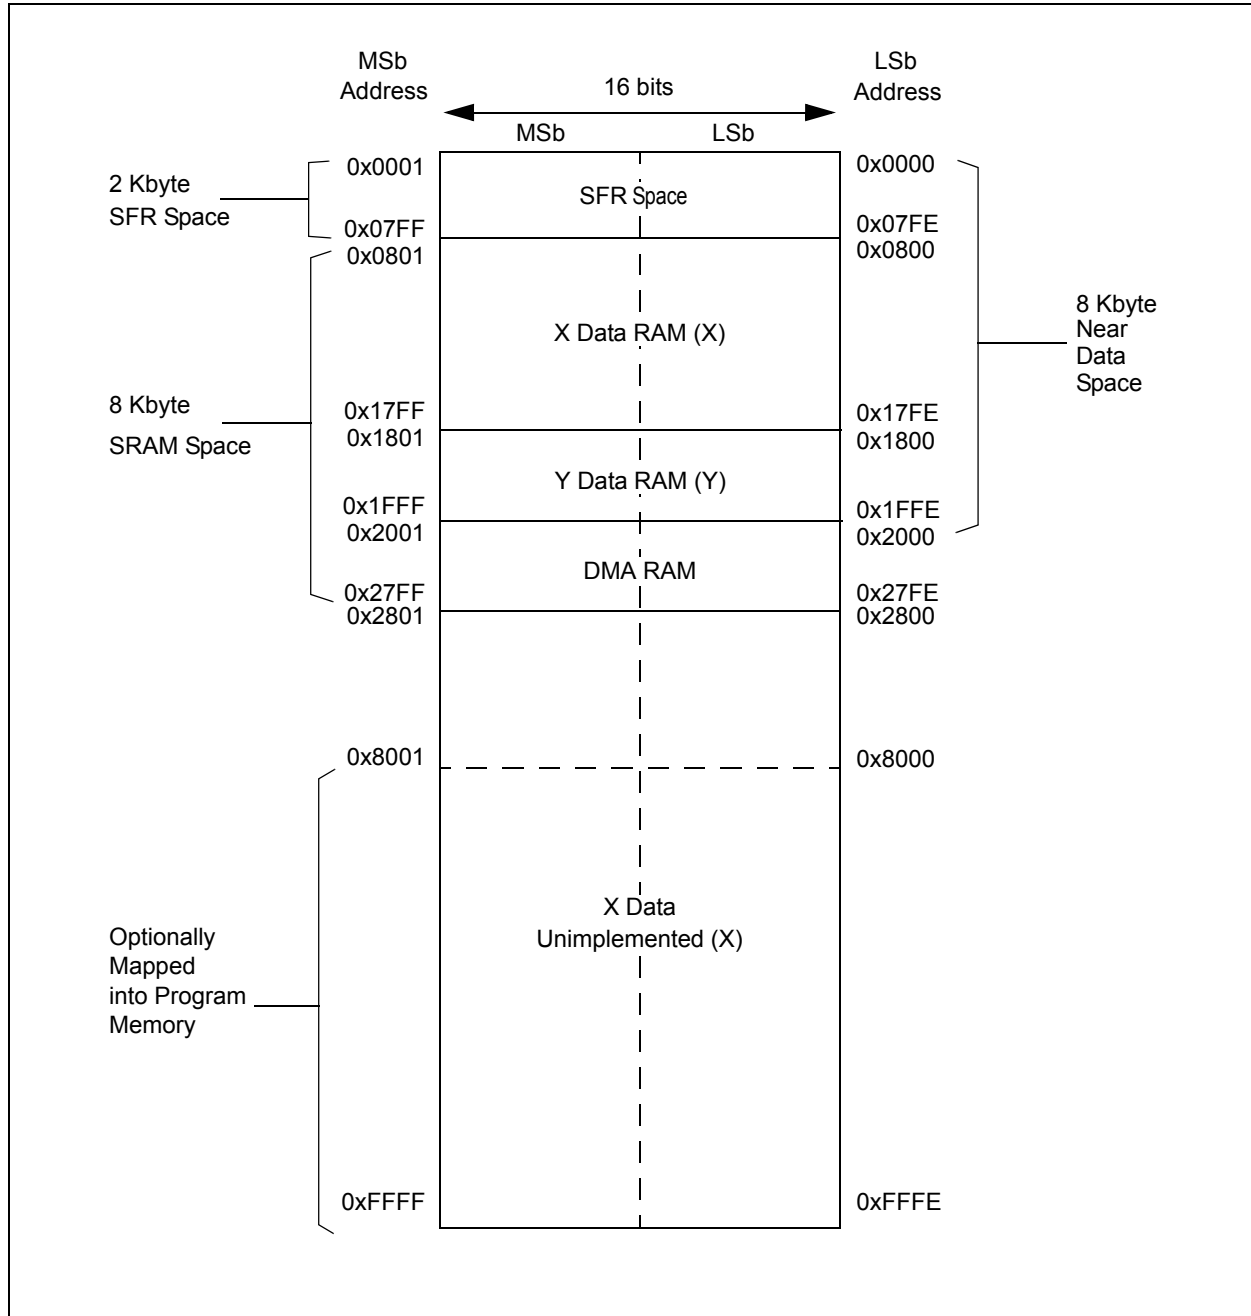 MSb
Address
16 bits
LSb
Address
MSb
LSb
0x0001
0x0000
2 Kbyte
SFR Space
SFR Space
0x07FF
0x07FE
0x0801
0x0800
X Data RAM (X)
8 Kbyte
Near
Data
Space
8 Kbyte
SRAM Space
0x17FF
0x17FE
0x1801
0x1800
Y Data RAM (Y)
0x1FFF
0x1FFE
0x2001
0x2000
DMA RAM
0x27FF
0x27FE
0x2801
0x2800
0x8001
0x8000
X Data
Unimplemented (X)
Optionally
Mapped
into Program
Memory
0xFFFF
0xFFFE